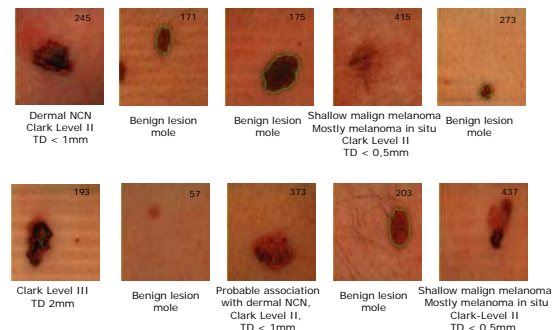 245
171
175
415
273
Dermal NCN
Clark Level II
TD < 1mm
Benign lesion
mole
Benign lesion
mole
Shallow malign melanoma
Mostly melanoma in situ
Clark Level II
TD < 0,5mm
Benign lesion
mole
193
57
373
203
437
Clark Level III
TD 2mm
Benign lesion
mole
Probable association
with dermal NCN,
Clark Level II,
TD < 1mm
Benign lesion
mole
Shallow malign melanoma
Mostly melanoma in situ
Clark-Level II
TD < 0.5mm